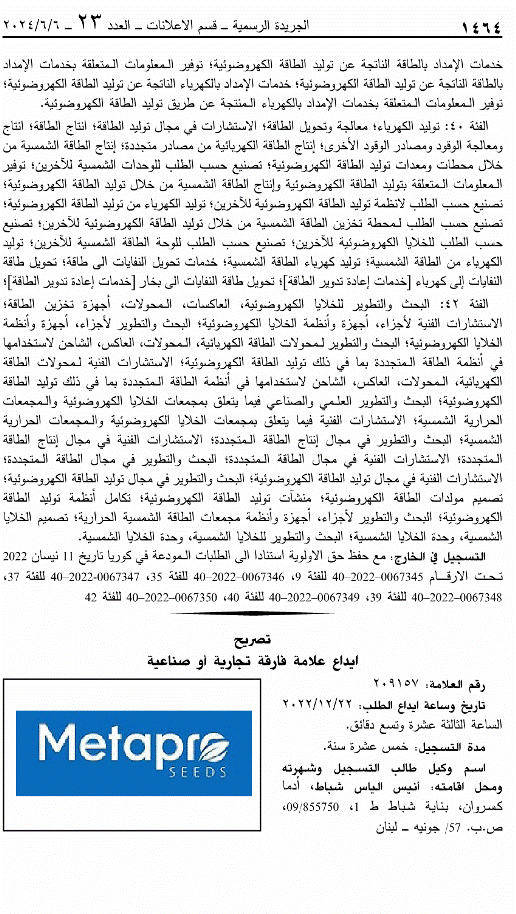 ١٤٦٤ الجريدة الرسمية ــ قسم الاعلانات ــ العدد ٢٣ ــ ٢٠٢٤/٦/٦
خدمات الإمداد بالطاقة الناتجة عن توليد الطاقة الكهروضوئية؛ توفير المعلومات المتعلقة بخدمات الإمداد
بالطاقة الناتجة عن توليد الطاقة الكهروضوئية؛ خدمات الإمداد بالكهرباء الناتجة عن توليد الطاقة الكهروضوئية؛
توفير المعلومات المتعلقة بخدمات الإمداد بالكهرباء المنتجة عن طريق توليد الطاقة الكهروضوئية.
الفئة ٤٠: توليد الكهرباء؛ معالجة وتحويل الطاقة؛ الاستشارات في مجال توليد الطاقة؛ انتاج الطاقة؛ انتاج
ومعالجة الوقود ومصادر الوقود الأخرى؛ إنتاج الطاقة الكهربائية من مصادر متجددة؛ إنتاج الطاقة الشمسية من
خلال محطات ومعدات توليد الطاقة الكهروضوئية؛ تصنيع حسب الطلب للوحدات الشمسية للآخرين؛ توفير
المعلومات المتعلقة بتوليد الطاقة الكهروضوئية وإنتاج الطاقة الشمسية من خلال توليد الطاقة الكهروضوئية؛
تصنيع حسب الطلب لانظمة توليد الطاقة الكهروضوئية للآخرين؛ توليد الكهرباء من توليد الطاقة الكهروضوئية؛
تصنيع حسب الطلب لمحطة تخزين الطاقة الشمسية من خلال توليد الطاقة الكهروضوئية للآخرين؛ تصنيع
حسب الطلب للخلايا الكهروضوئية للآخرين؛ تصنيع حسب الطلب للوحة الطاقة الشمسية للآخرين؛ توليد
الكهرباء من الطاقة الشمسية؛ توليد كهرباء الطاقة الشمسية؛ خدمات تحويل النفايات الى طاقة؛ تحويل طاقة
النفايات إلى كهرباء [خدمات إعادة تدوير الطاقة]؛ تحويل طاقة النفايات الى بخار [خدمات إعادة تدوير الطاقة]؛
الفئة ٤٢: البحث والتطوير للخلايا الكهروضوئية، العاكسات، المحولات، أجهزة تخزين الطاقة؛
الاستشارات الفنية لأجزاء، أجهزة وأنظمة الخلايا الكهروضوئية؛ البحث والتطوير لأجزاء، أجهزة وأنظمة
الخلايا الكهروضوئية؛ البحث والتطوير لمحولات الطاقة الكهربائية، المحولات، العاكس، الشاحن لاستخدامها
في أنظمة الطاقة المتجددة بما في ذلك توليد الطاقة الكهروضوئية؛ الاستشارات الفنية لمحولات الطاقة
الكهربائية، المحولات، العاكس، الشاحن لاستخدامها في أنظمة الطاقة المتجددة بما في ذلك توليد الطاقة
الكهروضوئية؛ البحث والتطوير العلمي والصناعي فيما يتعلق بمجمعات الخلايا الكهروضوئية والمجمعات
الحرارية الشمسية؛ الاستشارات الفنية فيما يتعلق بمجمعات الخلايا الكهروضوئية والمجمعات الحرارية
الشمسية؛ البحث والتطوير في مجال إنتاج الطاقة المتجددة؛ الاستشارات الفنية في مجال إنتاج الطاقة
المتجددة؛ الاستشارات الفنية في مجال الطاقة المتجددة؛ البحث والتطوير في مجال الطاقة المتجددة؛
الاستشارات الفنية في مجال توليد الطاقة الكهروضوئية؛ البحث والتطوير في مجال توليد الطاقة الكهروضوئية؛
تصميم مولدات الطاقة الكهروضوئية؛ منشآت توليد الطاقة الكهروضوئية؛ تكامل أنظمة توليد الطاقة
الكهروضوئية؛ البحث والتطوير لأجزاء، أجهزة وأنظمة مجمعات الطاقة الشمسية الحرارية؛ تصميم الخلايا
الشمسية، وحدة الخلايا الشمسية؛ البحث والتطوير للخلايا الشمسية، وحدة الخلايا الشمسية.
التسجيل في الخارج: مع حفظ حق الاولوية استنادا الى الطلبات المودعة في كوريا تاريخ 11 نيسان 2022
تحت الارقام 40-2022-0067345 للفئة 9، 40-2022-0067346 للفئة 35، 40-2022-0067347 للفئة 37،
40-2022-0067348 للفئة 39، 40-2022-0067349 للفئة 40، 40-2022-0067350 للفئة 42
تصريح
ايداع علامة فارقة تجارية أو صناعية
رقم العلامة: ٢٠٩١٥٧
تاريخ وساعة ايداع الطلب: ٢٠٢٢/١٢/٢٢
الساعة الثالثة عشرة وتسع دقائق.
مدة التسجيل: خمس عشرة سنة.
اسم وكيل طالب التسجيل وشهرته
ومحل اقامته: أنيس الياس شباط، أدما
كسروان، بناية شباط ط 1، 09/855750،
ص.ب. 57/ جونيه ــ لبنان
Metapro
SEEDS